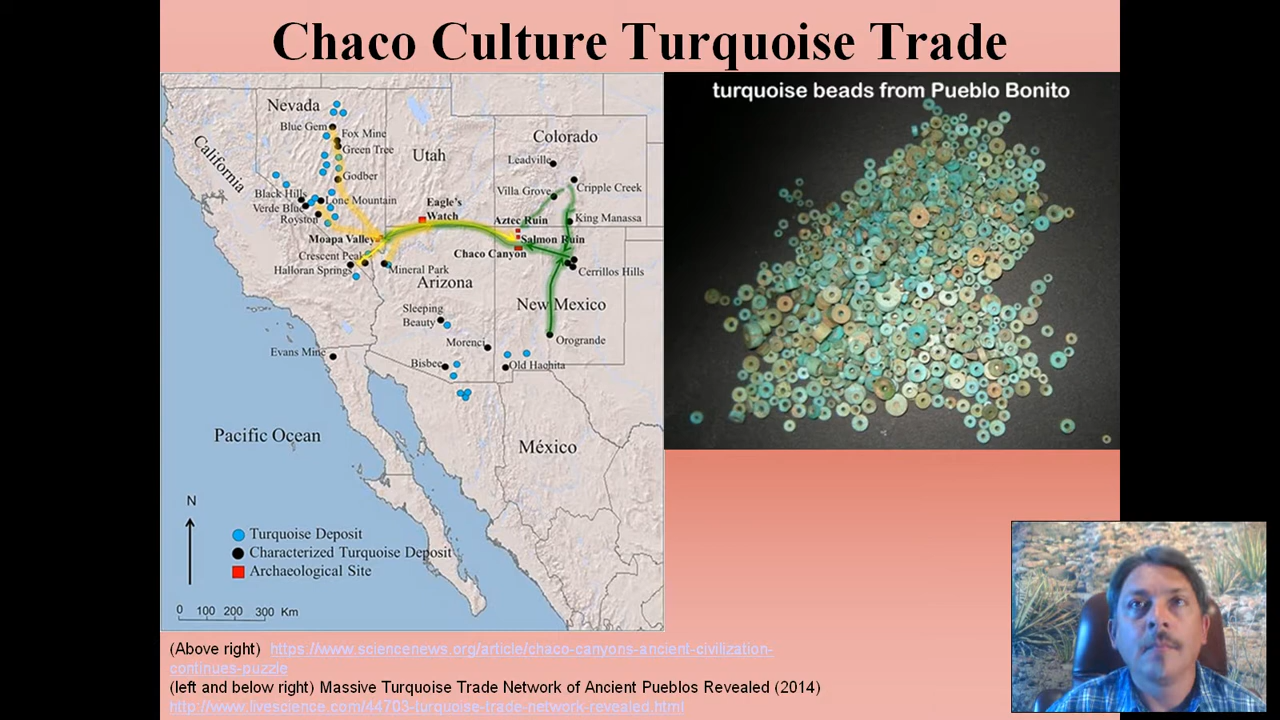 Chaco Culture Turquoise Trade
turquoise beads from Pueblo Bonito
Nevada
Blue Gem
Fox Mine
Green Tree
Colorado
Utah
Leadville
California
Godber
Cripple Creek
Villa Grove
Black Hills
Lone Mountain
Verde Blue
Royston
Eagle's
Watch
Aztec Ruin
King Manassa
Moapa Valley
Salmon Ruin
Chaco Canyon
Crescent Peak
Halloran Springs
Mineral Park
Cerrillos Hills
Arizona
New Mexico
Sleeping
Beauty
Orogrande
Morenci
Evans Mine
Bisbee
Old Hachita
Pacific Ocean
México
N
Turquoise Deposit
Characterized Turquoise Deposit
Archaeological Site
0 100 200 300 Km
(Above right) https://www.sciencenews.org/article/chaco-canyons-ancient-civilization-
continues-puzzle
(left and below right) Massive Turquoise Trade Network of Ancient Pueblos Revealed (2014)
http://www.livescience.com/44703-turquoise-trade-network-revealed.html